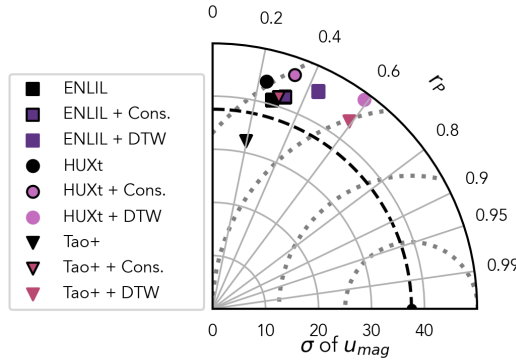 ENLIL
ENLIL + Cons.
ENLIL + DTW
HUXt
HUXt + Cons.
HUXt + DTW
Tao+
Tao+ + Cons.
Tao+ + DTW
0
0.2
0.4
0.6
0.8
0.9
0.95
0.99
r_P
0 10 20 30 40
σ of u_mag